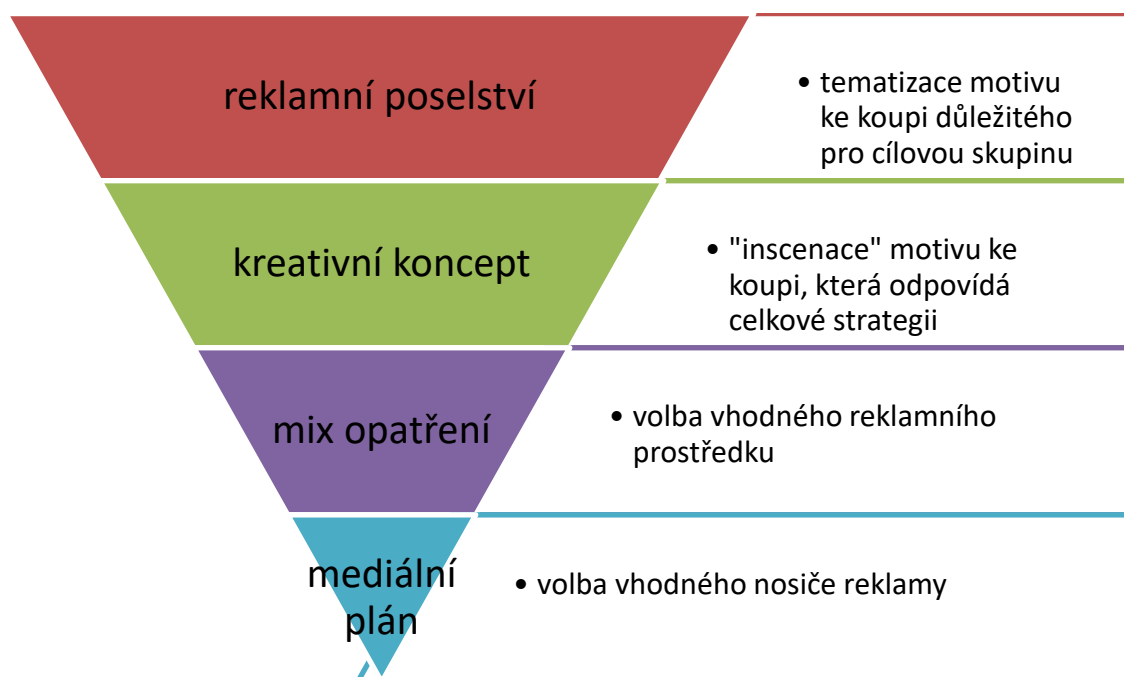 reklamní poselství
• tematizace motivu
ke koupi důležitého
pro cílovou skupinu
kreativní koncept
• "inscenace" motivu ke
koupi, která odpovídá
celkové strategii
mix opatření
• volba vhodného reklamního
prostředku
mediální
plán
• volba vhodného nosiče reklamy